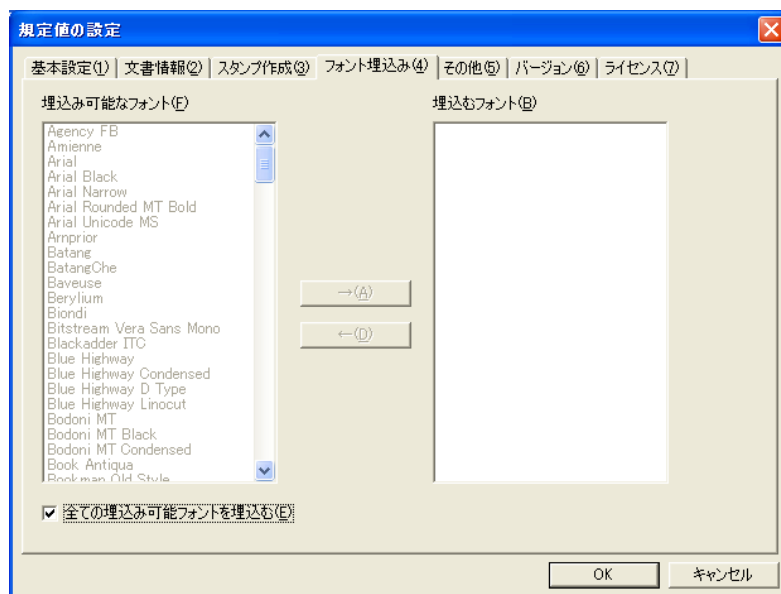 規定値の設定
基本設定(1) 文書情報(2) スタンプ作成(3) フォント埋込み(4) その他(5) バージョン(6) ライセンス(7)
埋込み可能なフォント(F)
埋込むフォント(B)
Agency FB
Amienne
Arial
Arial Black
Arial Narrow
Arial Rounded MT Bold
Arial Unicode MS
Arnprior
Batang
BatangChe
Baveuse
Berylium
Biondi
Bitstream Vera Sans Mono
Blackadder ITC
Blue Highway
Blue Highway Condensed
Blue Highway D Type
Blue Highway Linocut
Bodoni MT
Bodoni MT Black
Bodoni MT Condensed
Book Antiqua
Bookman Old Style
→(A)
←(D)
全ての埋込み可能フォントを埋込む(E)
OK
キャンセル